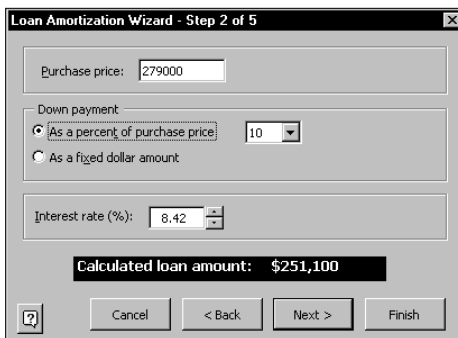 Loan Amortization Wizard - Step 2 of 5
Purchase price: 279000
Down payment
As a percent of purchase price 10
As a fixed dollar amount
Interest rate (%): 8.42
Calculated loan amount: $251,100
? Cancel < Back Next > Finish